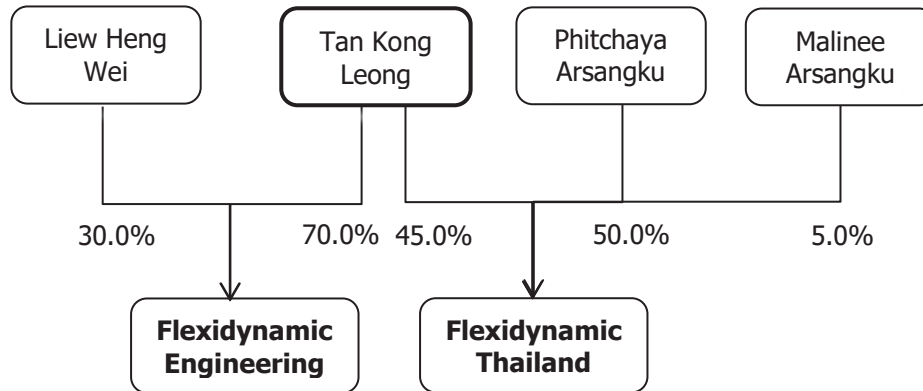 Liew Heng
Wei
Tan Kong
Leong
Phitchaya
Arsangku
Malinee
Arsangku
30.0%
70.0%
45.0%
50.0%
5.0%
Flexidynamic
Engineering
Flexidynamic
Thailand